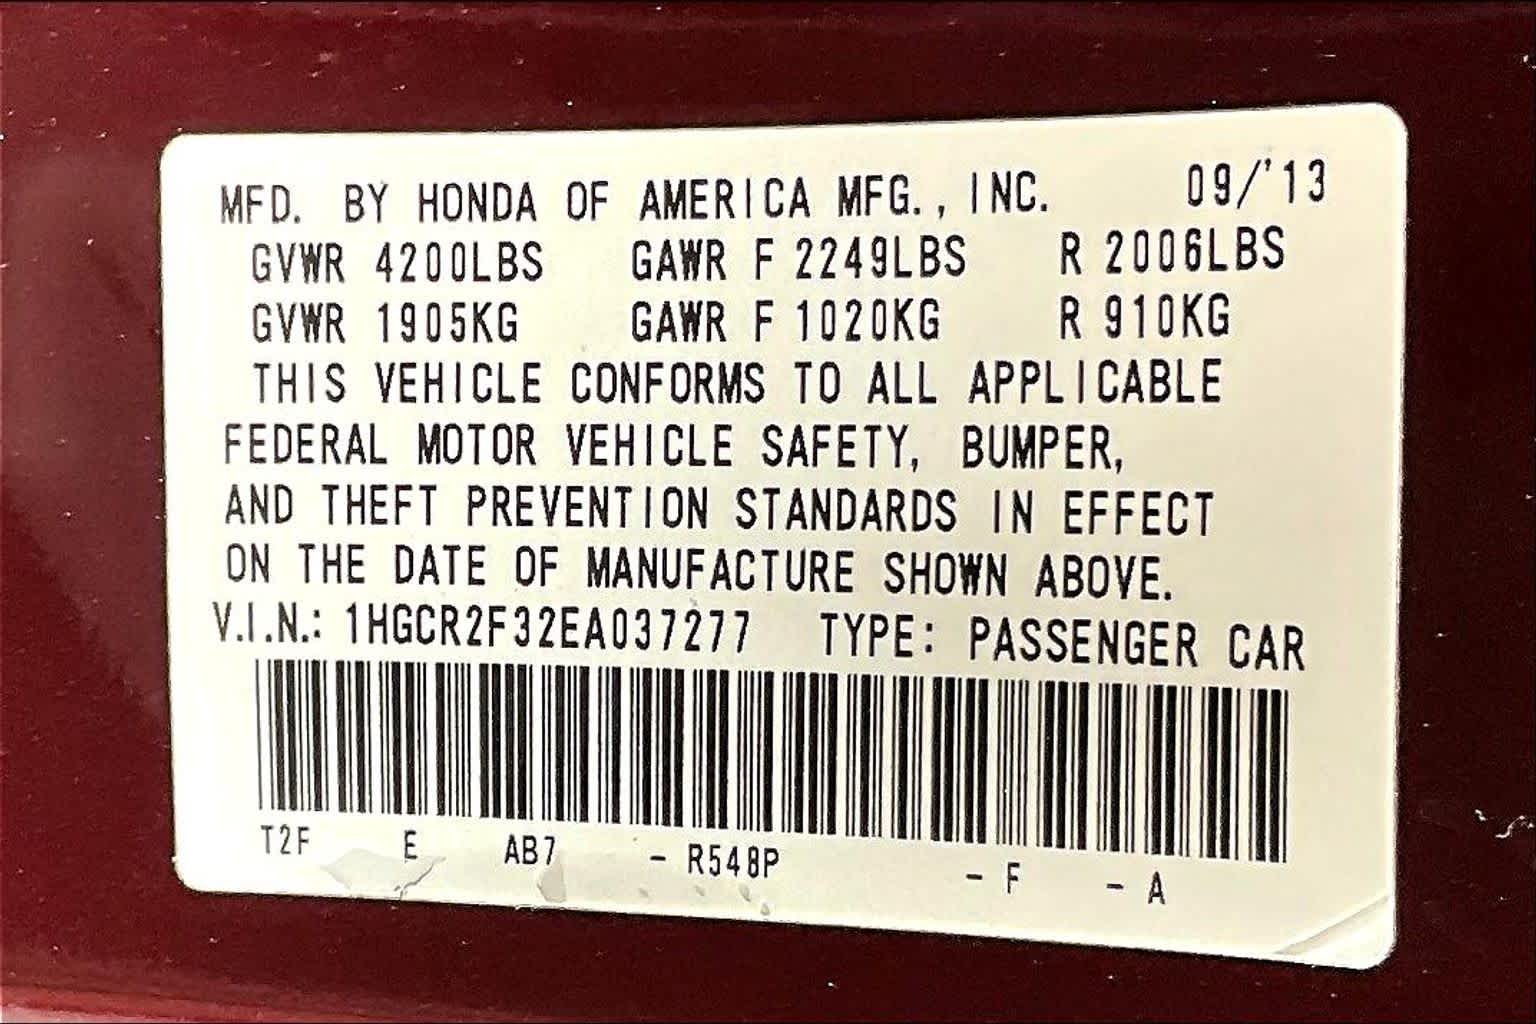 MFD. BY HONDA OF AMERICA MFG., INC. 09/'13
GVWR 4200LBS GAWR F 2249LBS R 2006LBS
GVWR 1905KG GAWR F 1020KG R 910KG
THIS VEHICLE CONFORMS TO ALL APPLICABLE
FEDERAL MOTOR VEHICLE SAFETY, BUMPER,
AND THEFT PREVENTION STANDARDS IN EFFECT
ON THE DATE OF MANUFACTURE SHOWN ABOVE.
V.I.N.: 1HGCR2F32EA037277 TYPE: PASSENGER CAR
T2F E AB7 - R548P - F - A